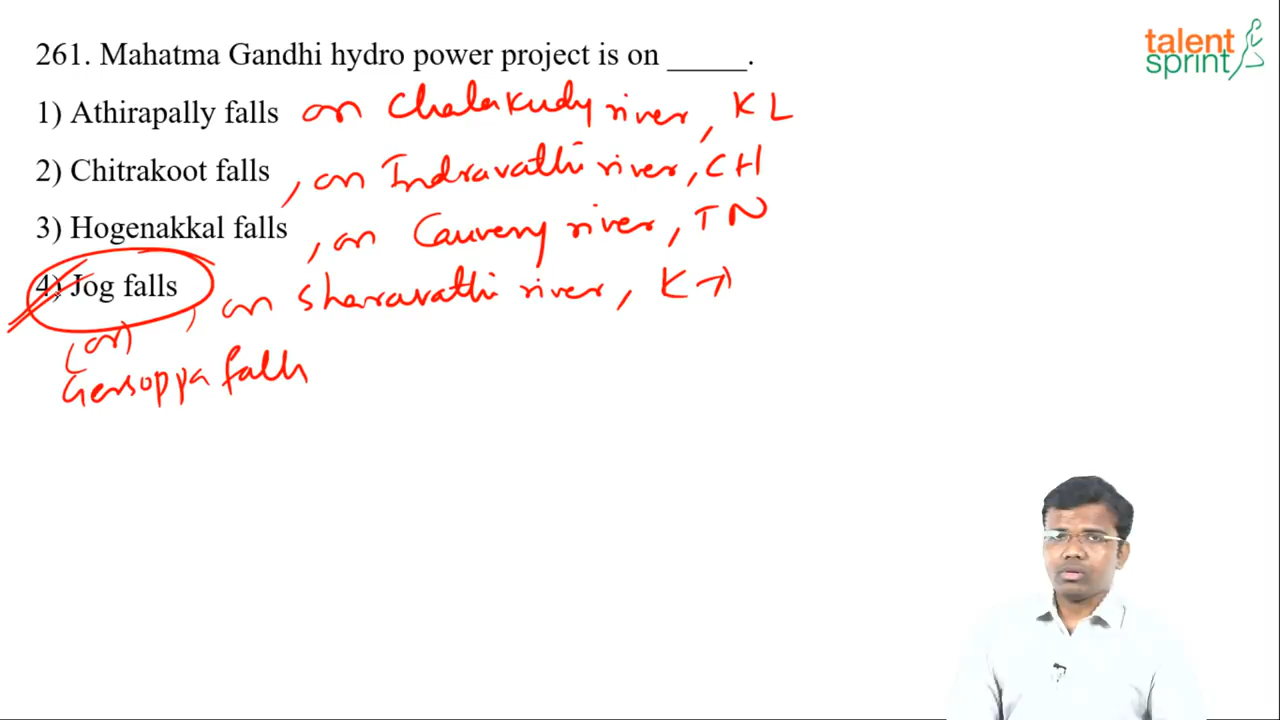 talent
sprint
261. Mahatma Gandhi hydro power project is on _____.
1) Athirapally falls on Chalakudy river, KL
2) Chitrakoot falls , on Indravathi river, CH
3) Hogenakkal falls , on Cauvery river, TN
4) Jog falls , on Sharavathi river, K
(or)
Gersoppa falls